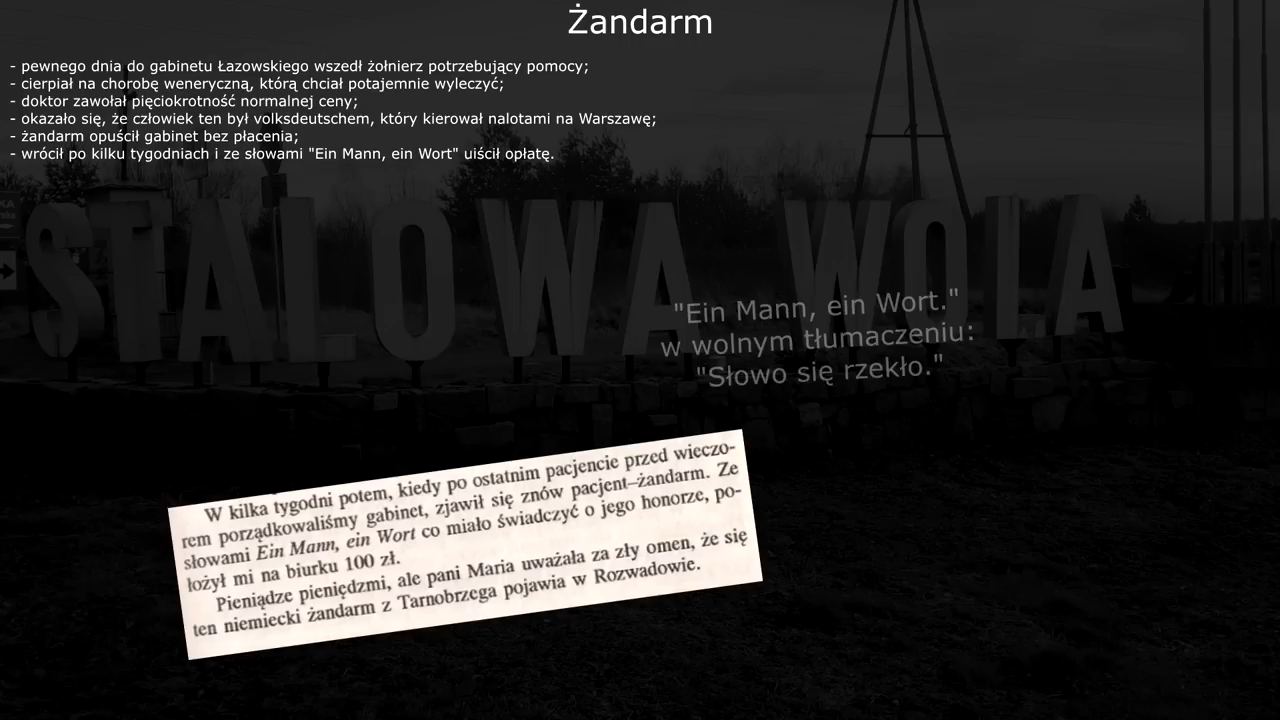 Żandarm
- pewnego dnia do gabinetu Łazowskiego wszedł żołnierz potrzebujący pomocy;
- cierpiał na chorobę weneryczną, którą chciał potajemnie wyleczyć;
- doktor zawołał pięciokrotność normalnej ceny;
- okazało się, że człowiek ten był volksdeutschem, który kierował nalotami na Warszawę;
- żandarm opuścił gabinet bez płacenia;
- wrócił po kilku tygodniach i ze słowami "Ein Mann, ein Wort" uiścił opłatę.
STALOWA WOLA
"Ein Mann, ein Wort."
w wolnym tłumaczeniu:
"Słowo się rzekło."
W kilka tygodni potem, kiedy po ostatnim pacjencie przed wieczo-
rem porządkowaliśmy gabinet, zjawił się znów pacjent–żandarm. Ze
słowami Ein Mann, ein Wort co miało świadczyć o jego honorze, po-
łożył mi na biurku 100 zł.
Pieniądze pieniędzmi, ale pani Maria uważała za zły omen, że się
ten niemiecki żandarm z Tarnobrzega pojawia w Rozwadowie.